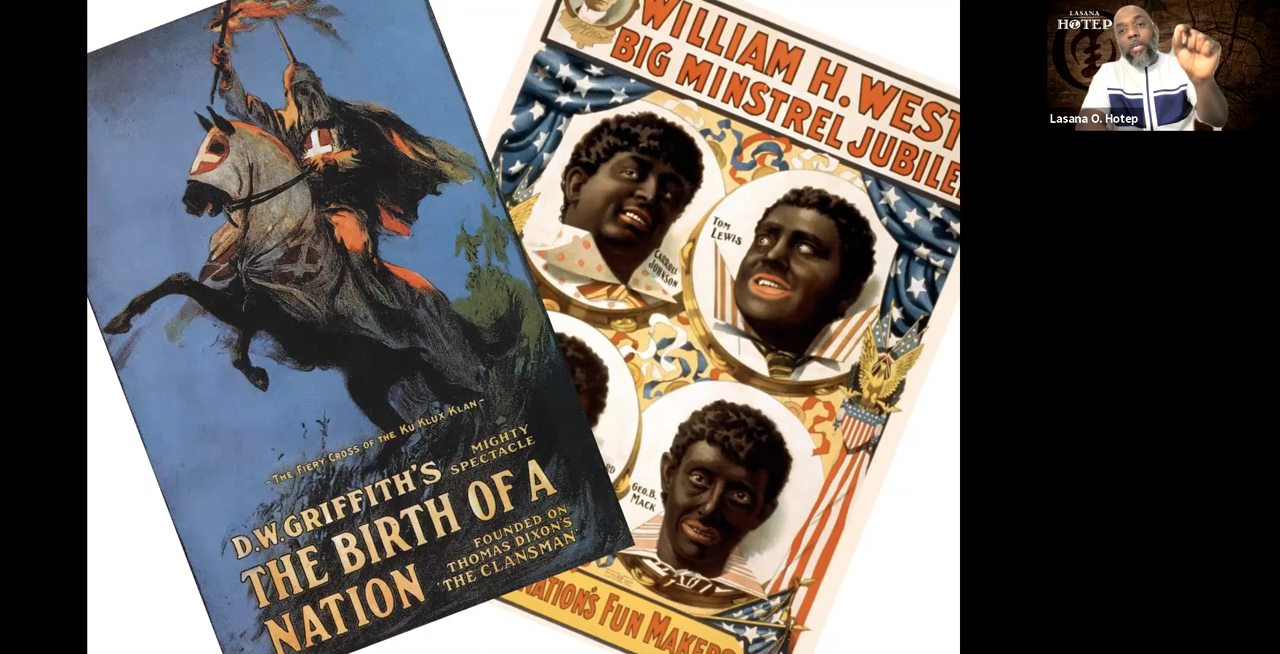 ~THE FIERY CROSS OF THE KU KLUX KLAN~
D.W. GRIFFITH'S
MIGHTY
SPECTACLE
THE BIRTH OF A
NATION
FOUNDED ON
THOMAS DIXON'S
'THE CLANSMAN'
WILLIAM H. WEST
BIG MINSTREL JUBILE
CARROLL
JOHNSON
TOM
LEWIS
RD
GEO.B.
MACK
NATION'S FUN MAKERS
LASANA
HOTEP
Lasana O. Hotep